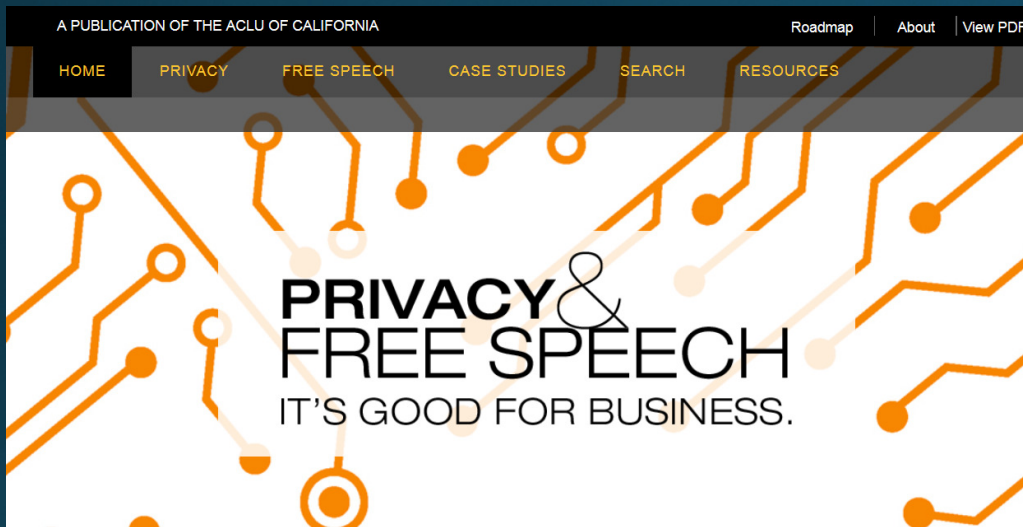 A PUBLICATION OF THE ACLU OF CALIFORNIA
Roadmap About View PDF
HOME PRIVACY FREE SPEECH CASE STUDIES SEARCH RESOURCES
PRIVACY &
FREE SPEECH
IT'S GOOD FOR BUSINESS.